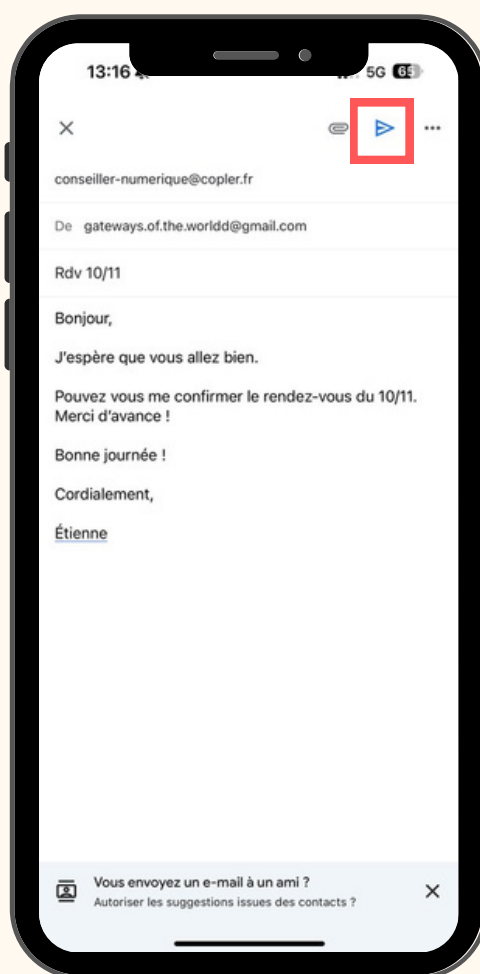 13:16
5G
conseiller-numerique@copler.fr
De gateways.of.the.worldd@gmail.com
Rdv 10/11
Bonjour,
J'espère que vous allez bien.
Pouvez vous me confirmer le rendez-vous du 10/11.
Merci d'avance !
Bonne journée !
Cordialement,
Étienne
Vous envoyez un e-mail à un ami ?
Autoriser les suggestions issues des contacts ?